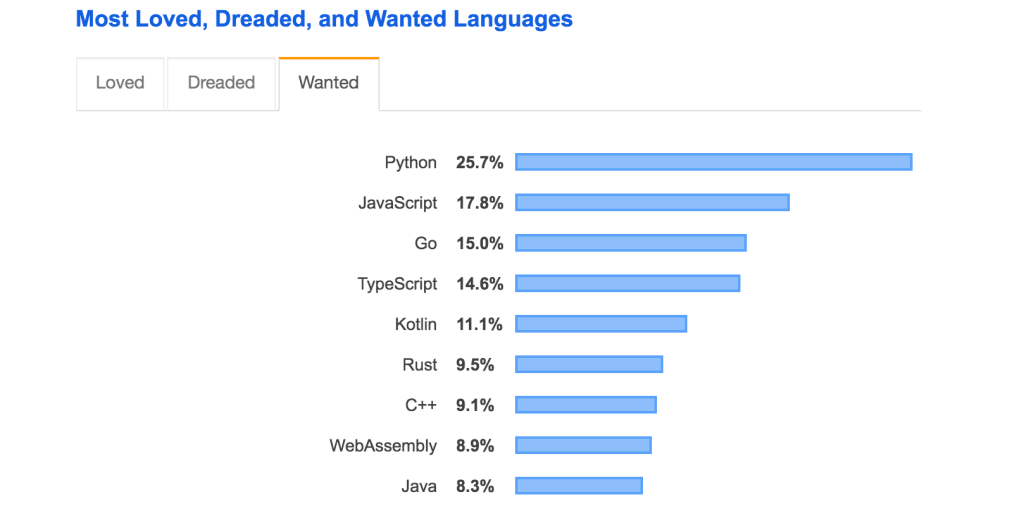 Most Loved, Dreaded, and Wanted Languages
Loved Dreaded Wanted
Python 25.7%
JavaScript 17.8%
Go 15.0%
TypeScript 14.6%
Kotlin 11.1%
Rust 9.5%
C++ 9.1%
WebAssembly 8.9%
Java 8.3%